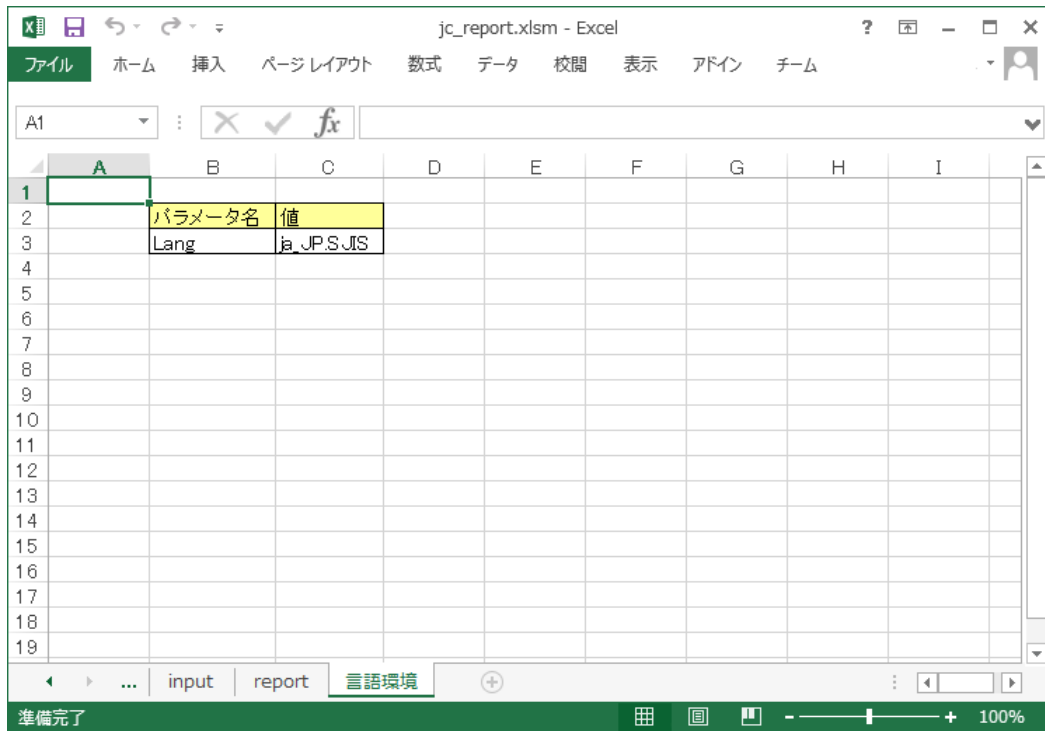 jc_report.xlsm - Excel ?
ファイル ホーム 挿入 ページ レイアウト 数式 データ 校閲 表示 アドイン チーム
A1 fx
A B C D E F G H I
1
2 パラメータ名 値
3 Lang ja_JP.SJIS
4
5
6
7
8
9
10
11
12
13
14
15
16
17
18
19
... input report 言語環境
準備完了 100%